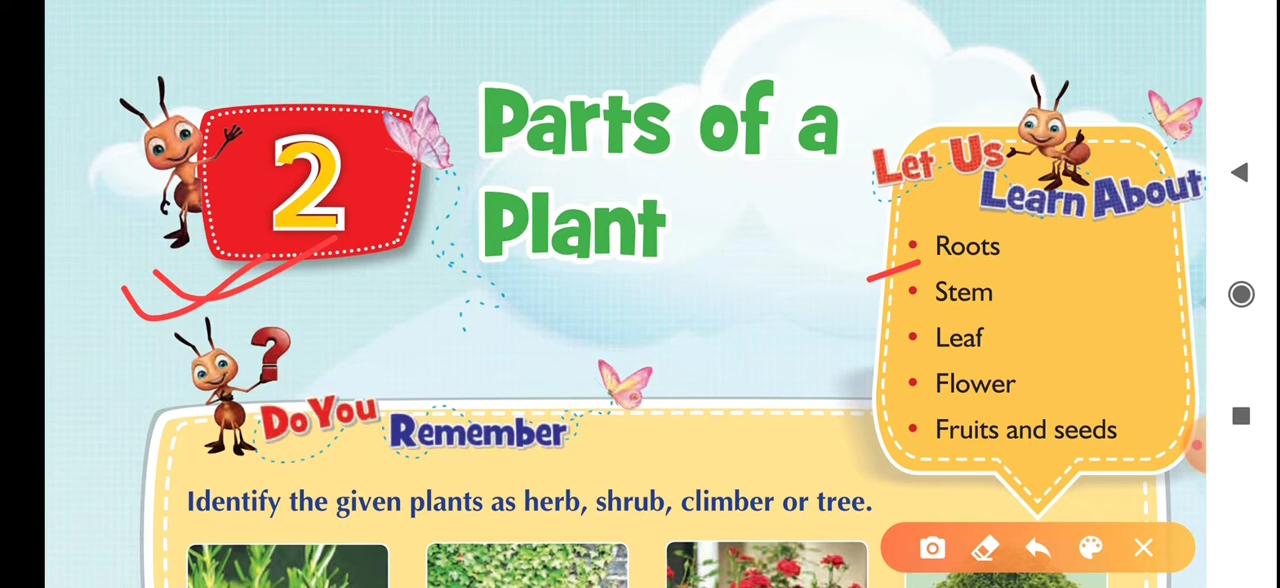 2
Parts of a
Plant
Let Us
Learn About
• Roots
• Stem
• Leaf
• Flower
• Fruits and seeds
?
Do You
Remember
Identify the given plants as herb, shrub, climber or tree.